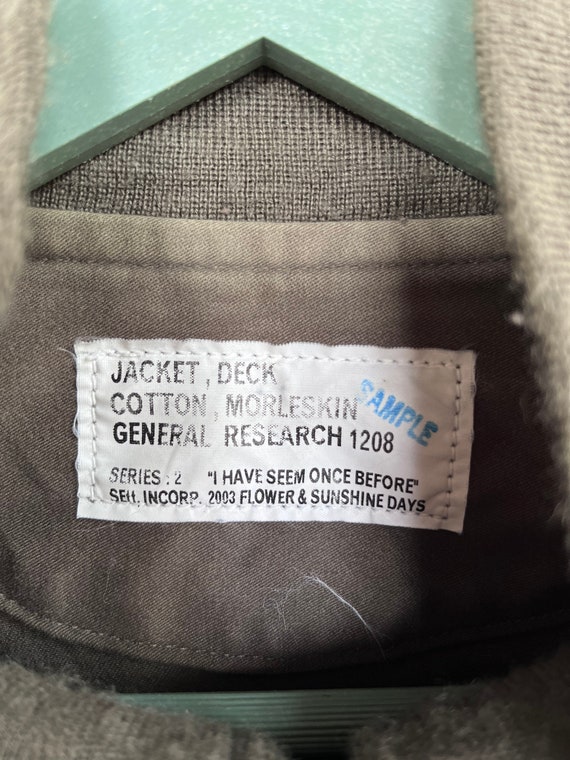 JACKET, DECK
COTTON, MORLESKIN
SAMPLE
GENERAL RESEARCH 1208
SERIES : 2 "I HAVE SEEM ONCE BEFORE"
INCORP. 2003 FLOWER & SUNSHINE DAYS